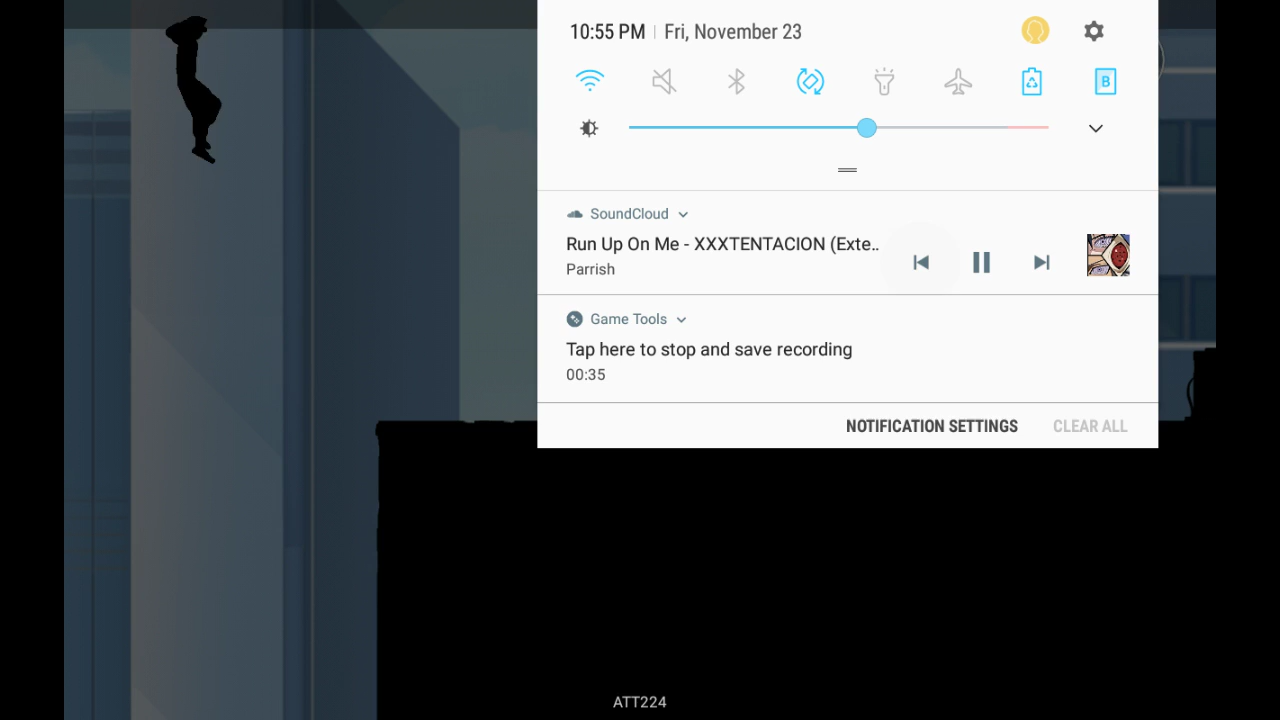 10:55 PM | Fri, November 23
B
SoundCloud
Run Up On Me - XXXTENTACION (Exte..
Parrish
Game Tools
Tap here to stop and save recording
00:35
NOTIFICATION SETTINGS CLEAR ALL
ATT224